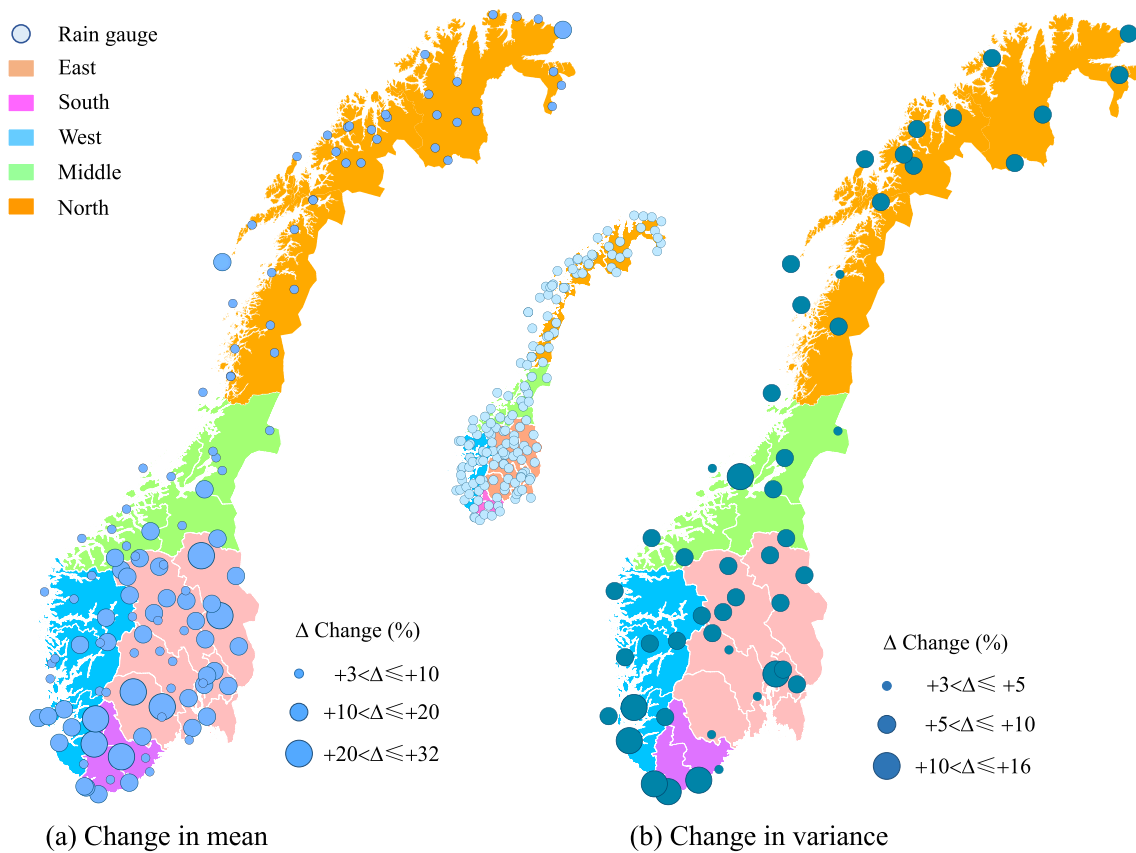 Rain gauge
East
South
West
Middle
North
Δ Change (%)
+3<Δ≤+10
+10<Δ≤+20
+20<Δ≤+32
Δ Change (%)
+3<Δ≤ +5
+5<Δ≤ +10
+10<Δ≤+16
(a) Change in mean
(b) Change in variance